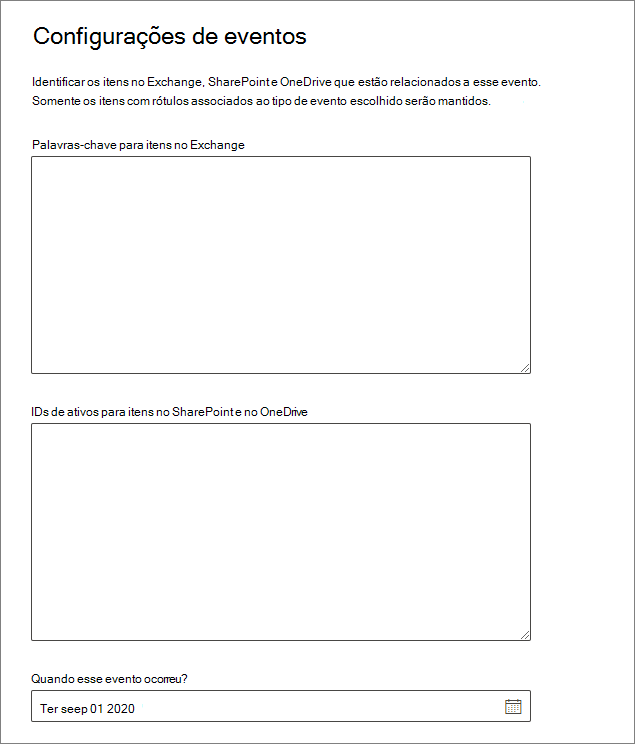 Configurações de eventos
Identificar os itens no Exchange, SharePoint e OneDrive que estão relacionados a esse evento.
Somente os itens com rótulos associados ao tipo de evento escolhido serão mantidos.
Palavras-chave para itens no Exchange
IDs de ativos para itens no SharePoint e no OneDrive
Quando esse evento ocorreu?
Ter seep 01 2020